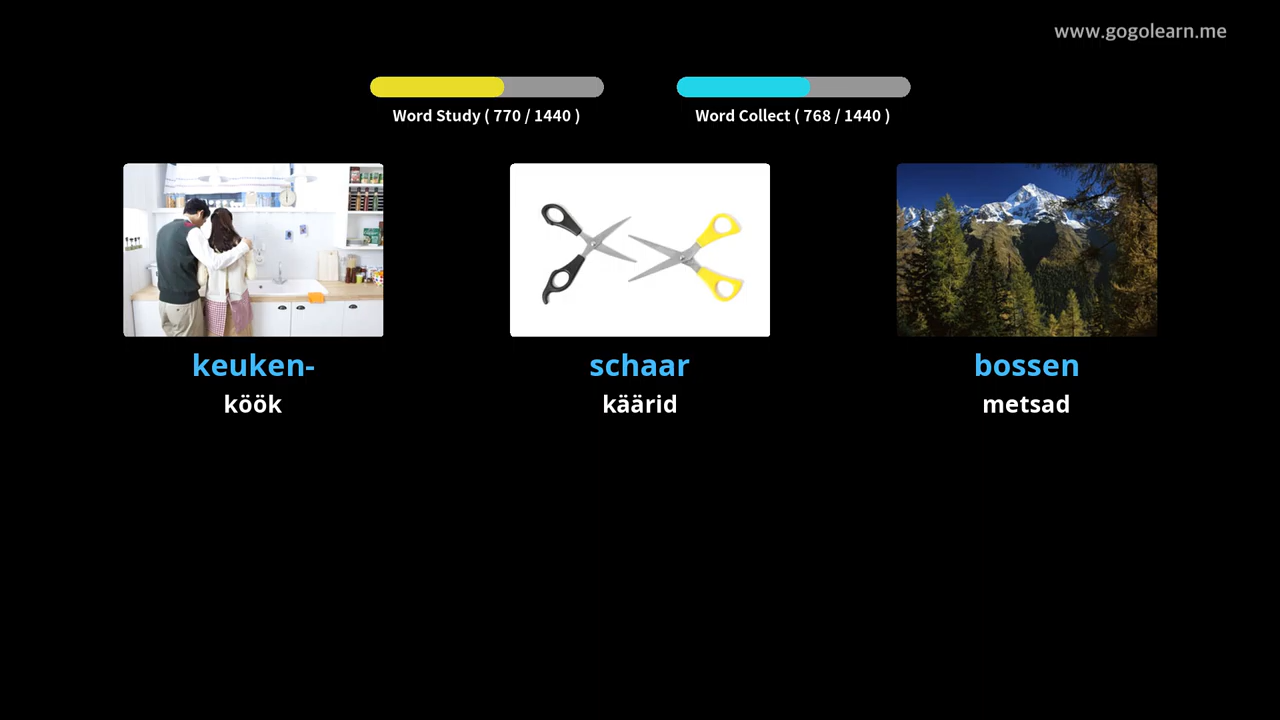 www.gogolearn.me
Word Study ( 770 / 1440 )
Word Collect ( 768 / 1440 )
keuken-
schaar
bossen
köök
käärid
metsad